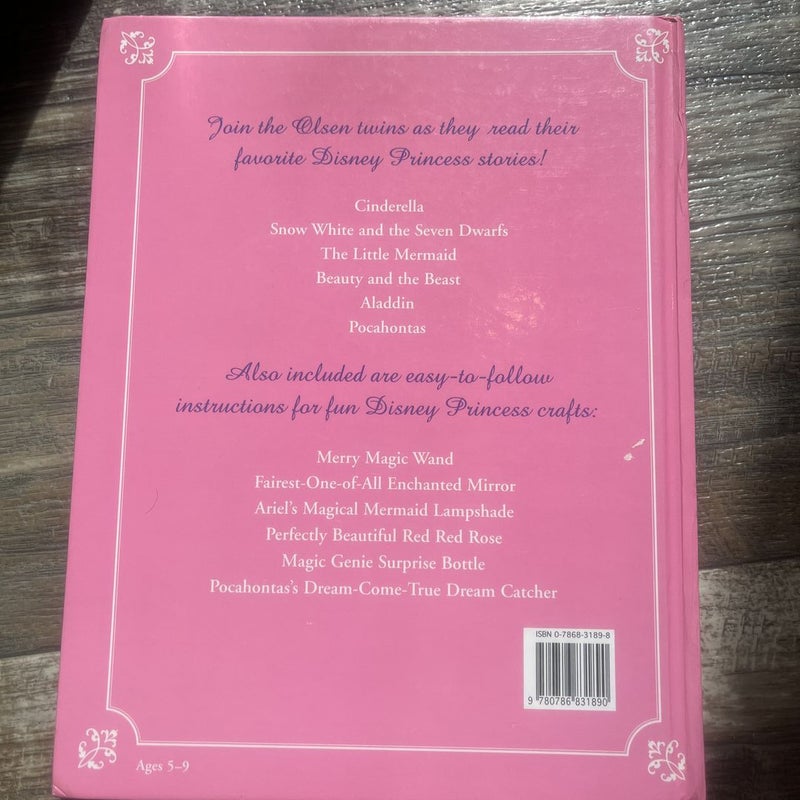 Join the Olsen twins as they read their
favorite Disney Princess stories!
Cinderella
Snow White and the Seven Dwarfs
The Little Mermaid
Beauty and the Beast
Aladdin
Pocahontas
Also included are easy-to-follow
instructions for fun Disney Princess crafts:
Merry Magic Wand
Fairest-One-of-All Enchanted Mirror
Ariel's Magical Mermaid Lampshade
Perfectly Beautiful Red Red Rose
Magic Genie Surprise Bottle
Pocahontas's Dream-Come-True Dream Catcher
ISBN 0-7868-3189-8
9 780786 831890
Ages 5–9